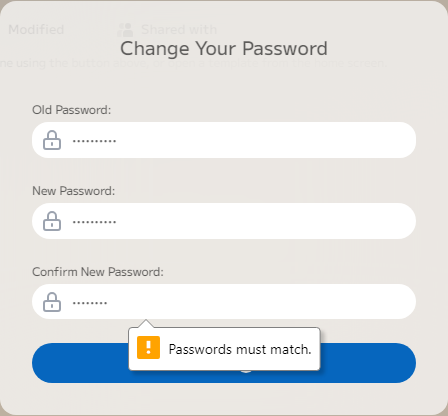 Modified Shared with
Change Your Password
Old Password:
••••••••••
New Password:
••••••••••
Confirm New Password:
••••••••
Passwords must match.